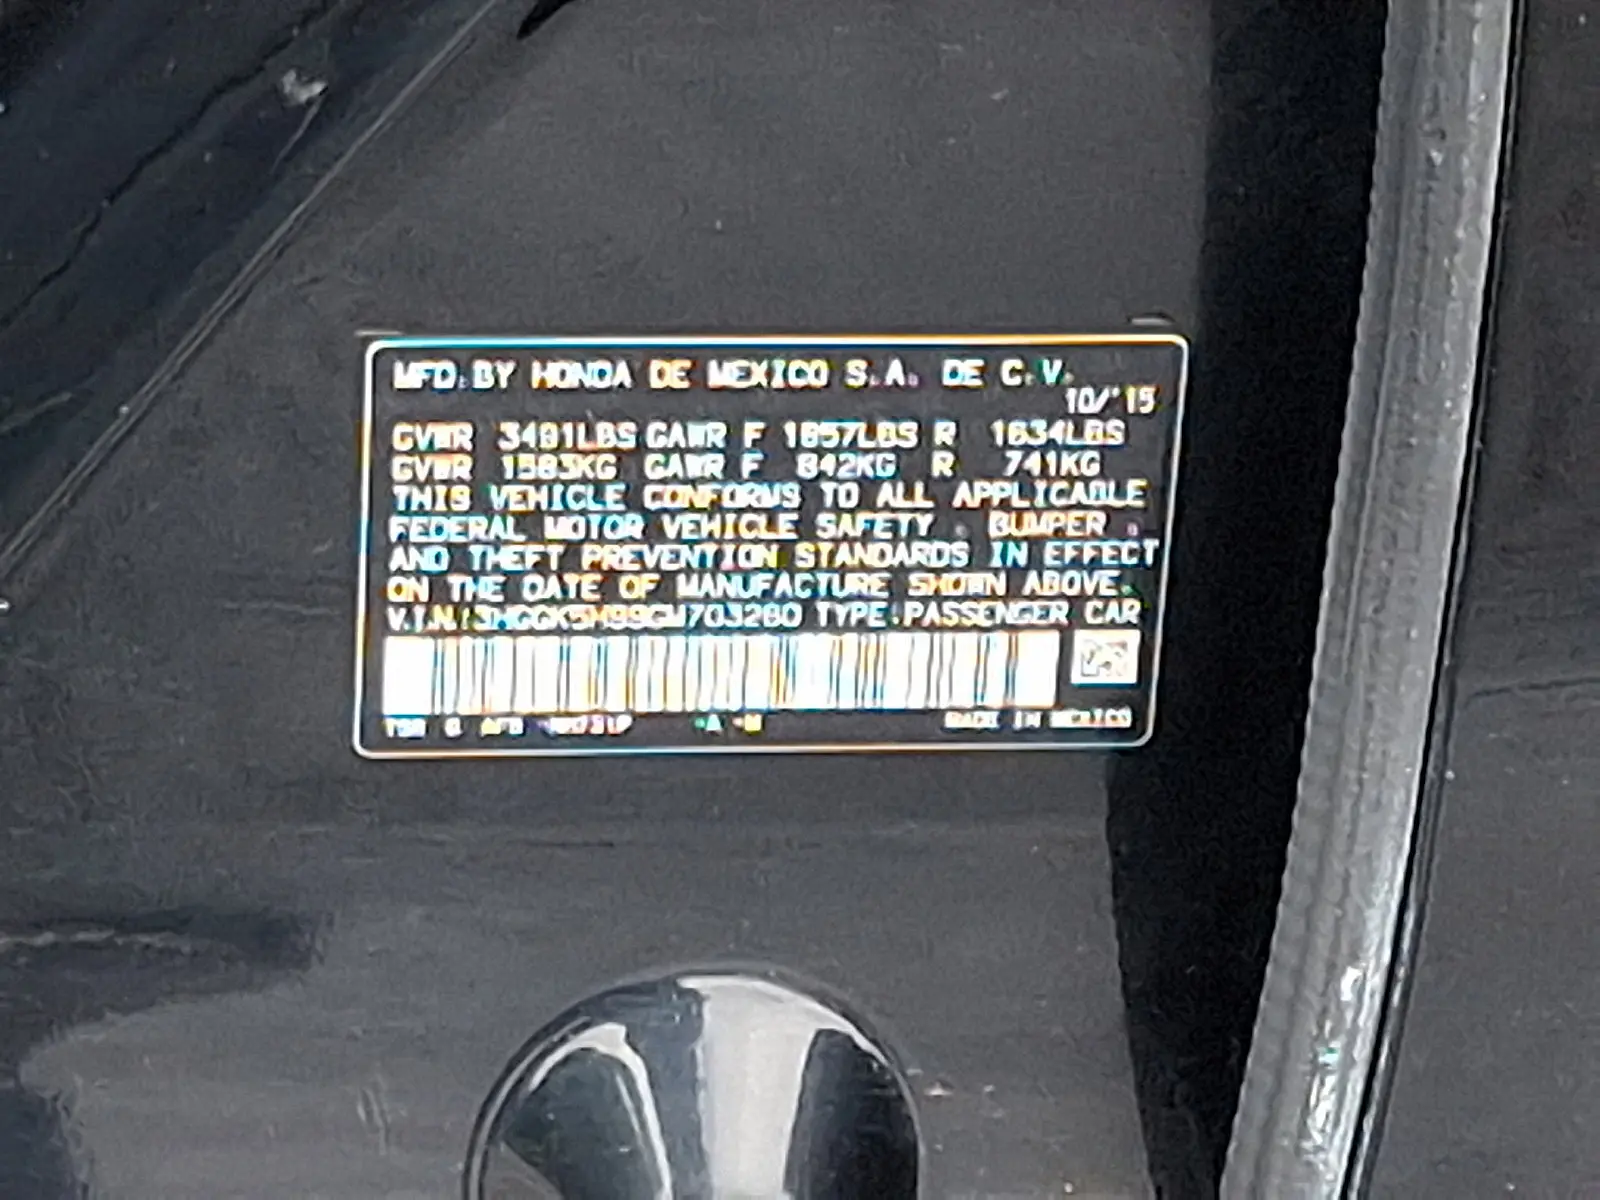 MFD. BY HONDA DE MEXICO S.A. DE C.V.
10/'15
GVWR 3491LBS GAWR F 1857LBS R 1634LBS
GVWR 1583KG GAWR F 842KG R 741KG
THIS VEHICLE CONFORMS TO ALL APPLICABLE
FEDERAL MOTOR VEHICLE SAFETY , BUMPER ,
AND THEFT PREVENTION STANDARDS IN EFFECT
ON THE DATE OF MANUFACTURE SHOWN ABOVE.
V.I.N.: TYPE:PASSENGER CAR
MADE IN MEXICO